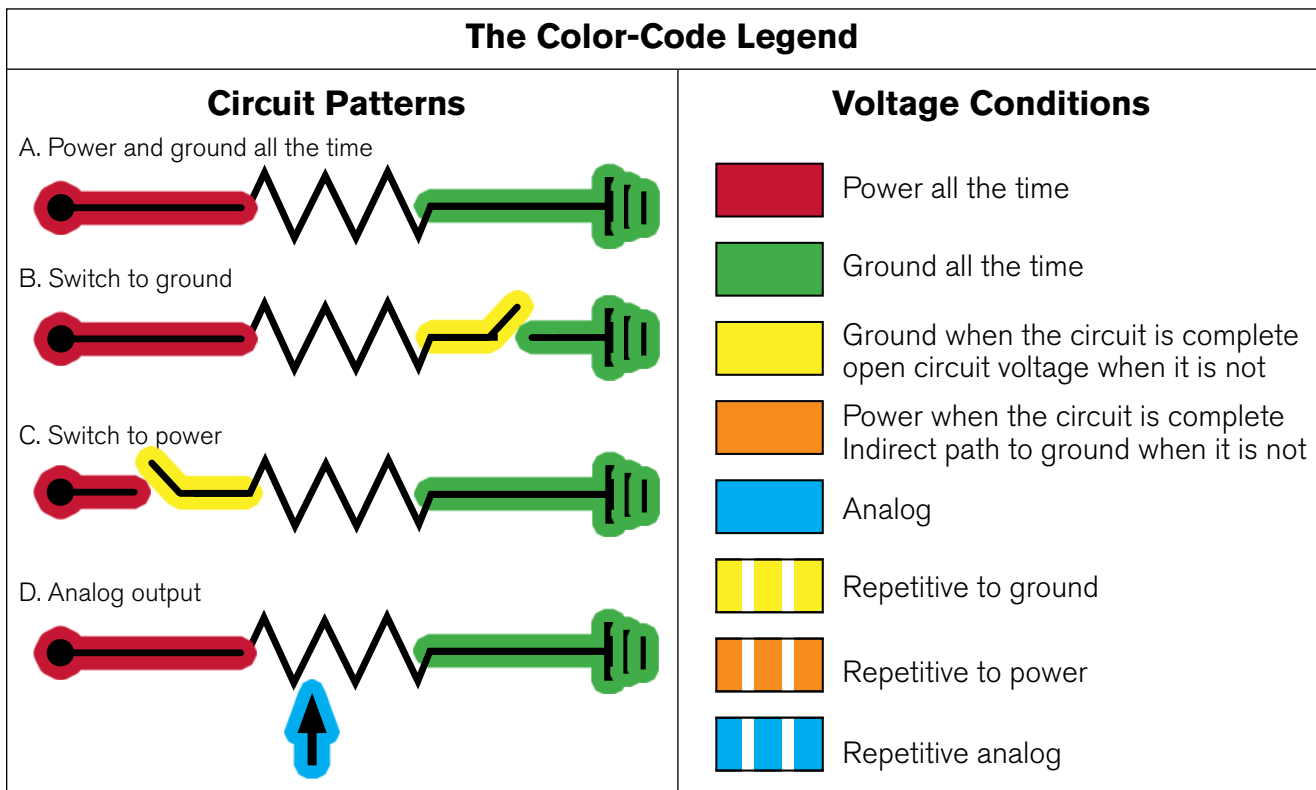 The Color-Code Legend
Circuit Patterns
A. Power and ground all the time
B. Switch to ground
C. Switch to power
D. Analog output
Voltage Conditions
Power all the time
Ground all the time
Ground when the circuit is complete
open circuit voltage when it is not
Power when the circuit is complete
Indirect path to ground when it is not
Analog
Repetitive to ground
Repetitive to power
Repetitive analog